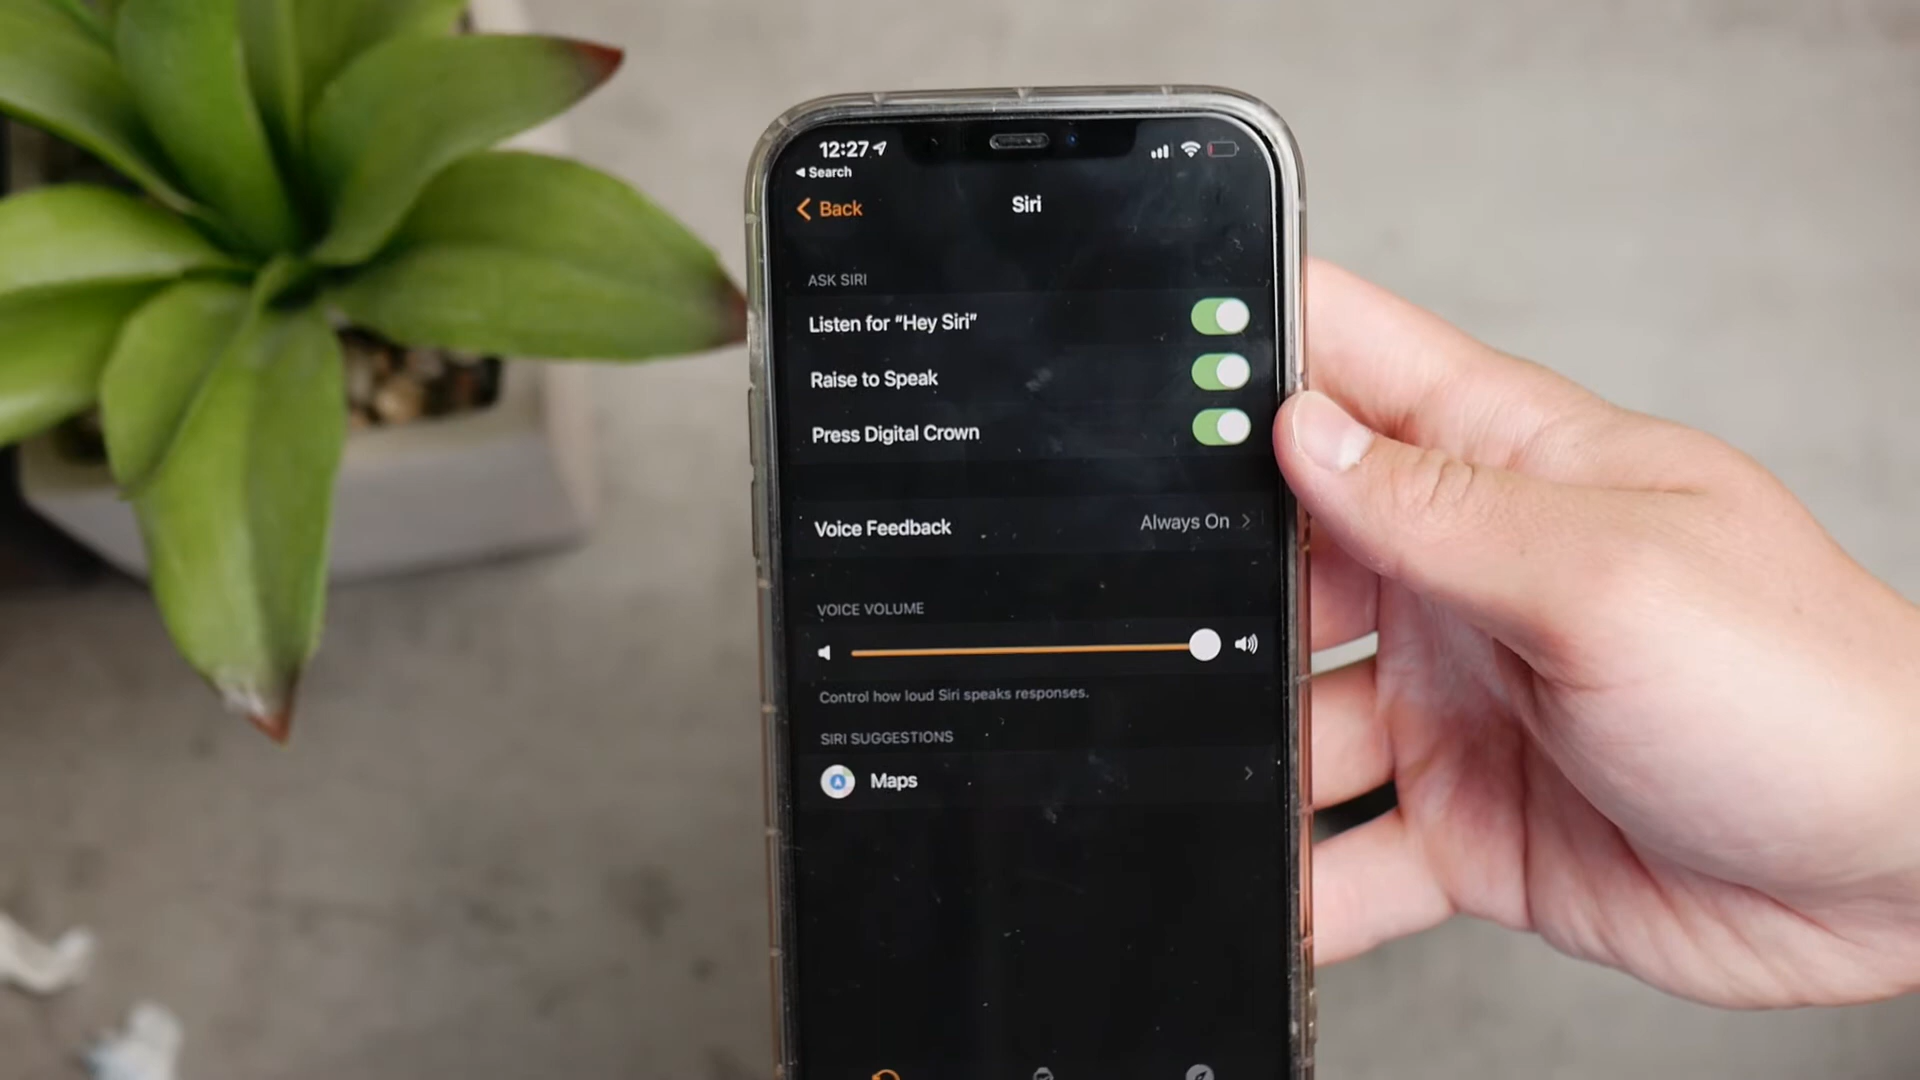 12:27
Search
Back
Siri
ASK SIRI
Listen for “Hey Siri”
Raise to Speak
Press Digital Crown
Voice Feedback
Always On
VOICE VOLUME
Control how loud Siri speaks responses.
SIRI SUGGESTIONS
Maps